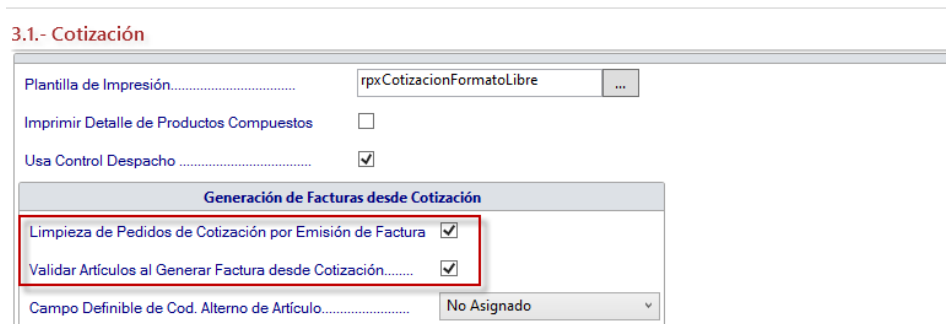 3.1.- Cotización
Plantilla de Impresión.................................. rpxCotizacionFormatoLibre ...
Imprimir Detalle de Productos Compuestos
Usa Control Despacho ....................................
Generación de Facturas desde Cotización
Limpieza de Pedidos de Cotización por Emisión de Factura
Validar Artículos al Generar Factura desde Cotización........
Campo Definible de Cod. Alterno de Artículo........................ No Asignado